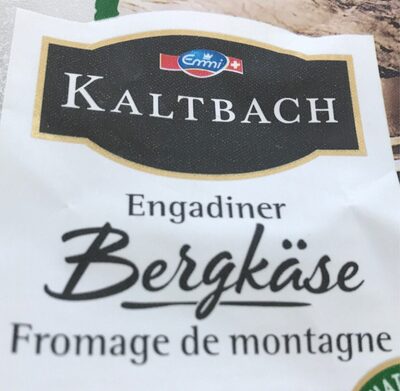 Emmi
KALTBACH
Engadiner
Bergkäse
Fromage de montagne